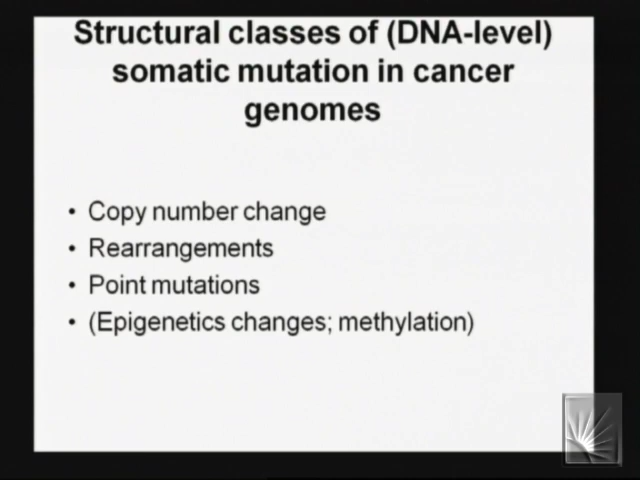 Structural classes of (DNA-level)
somatic mutation in cancer
genomes
• Copy number change
• Rearrangements
• Point mutations
• (Epigenetics changes; methylation)